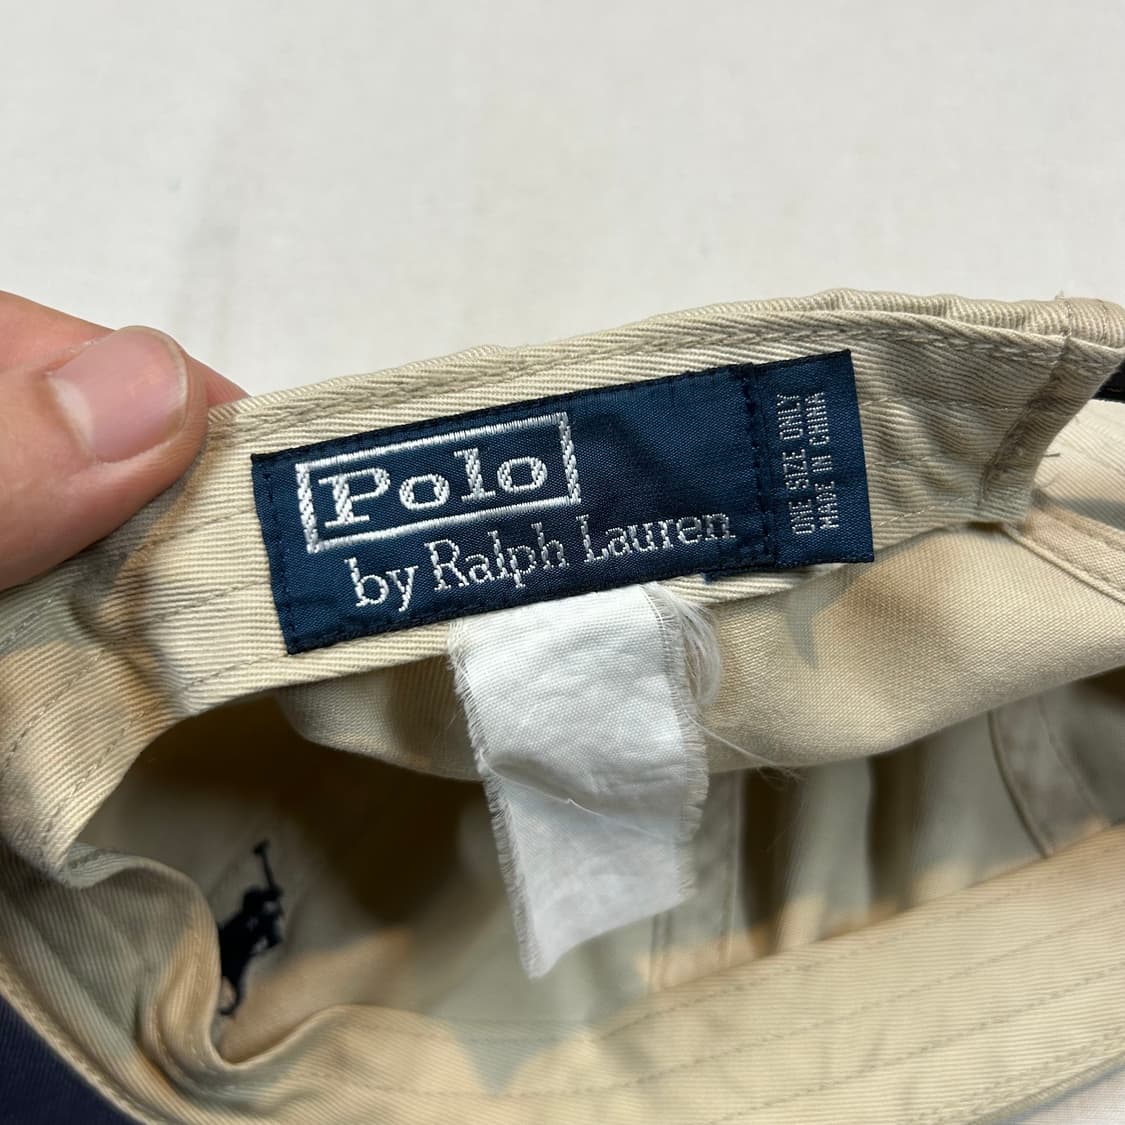 Polo
by Ralph Lauren
ONE SIZE ONLY
MADE IN CHINA